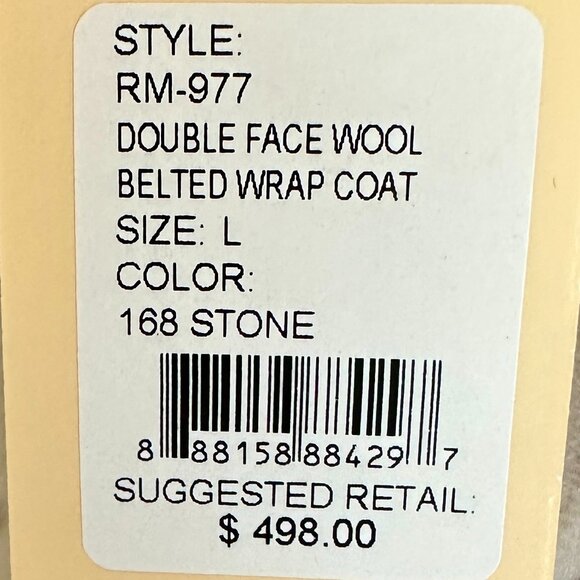 STYLE:
RM-977
DOUBLE FACE WOOL
BELTED WRAP COAT
SIZE: L
COLOR:
168 STONE
8 88158 88429 7
SUGGESTED RETAIL:
$ 498.00